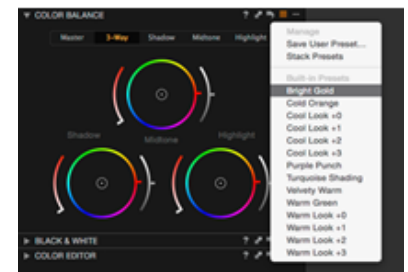 COLOR BALANCE
Master 3-Way Shadow Midtone Highlight
Shadow Midtone Highlight
BLACK & WHITE
COLOR EDITOR
Manage
Save User Preset...
Stack Presets
Built-in Presets
Bright Gold
Cold Orange
Cool Look +0
Cool Look +1
Cool Look +2
Cool Look +3
Purple Punch
Turquoise Shading
Velvety Warm
Warm Green
Warm Look +0
Warm Look +1
Warm Look +2
Warm Look +3